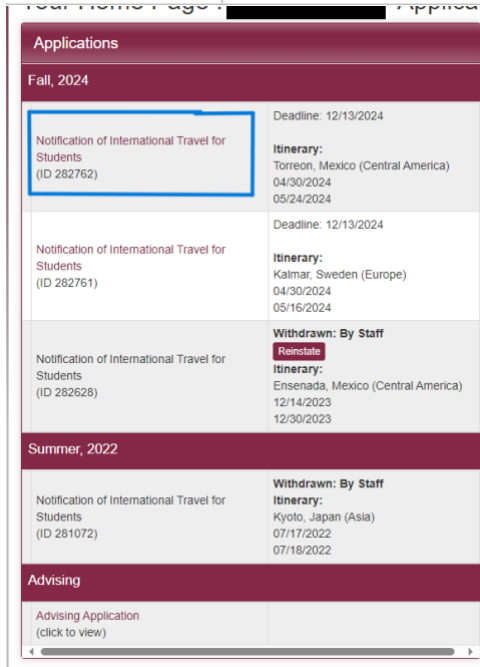 Your Home Page : Applica
Applications
Fall, 2024
Notification of International Travel for
Students
(ID 282762)
Deadline: 12/13/2024
Itinerary:
Torreon, Mexico (Central America)
04/30/2024
05/24/2024
Notification of International Travel for
Students
(ID 282761)
Deadline: 12/13/2024
Itinerary:
Kalmar, Sweden (Europe)
04/30/2024
05/16/2024
Notification of International Travel for
Students
(ID 282628)
Withdrawn: By Staff
Reinstate
Itinerary:
Ensenada, Mexico (Central America)
12/14/2023
12/30/2023
Summer, 2022
Notification of International Travel for
Students
(ID 281072)
Withdrawn: By Staff
Itinerary:
Kyoto, Japan (Asia)
07/17/2022
07/18/2022
Advising
Advising Application
(click to view)